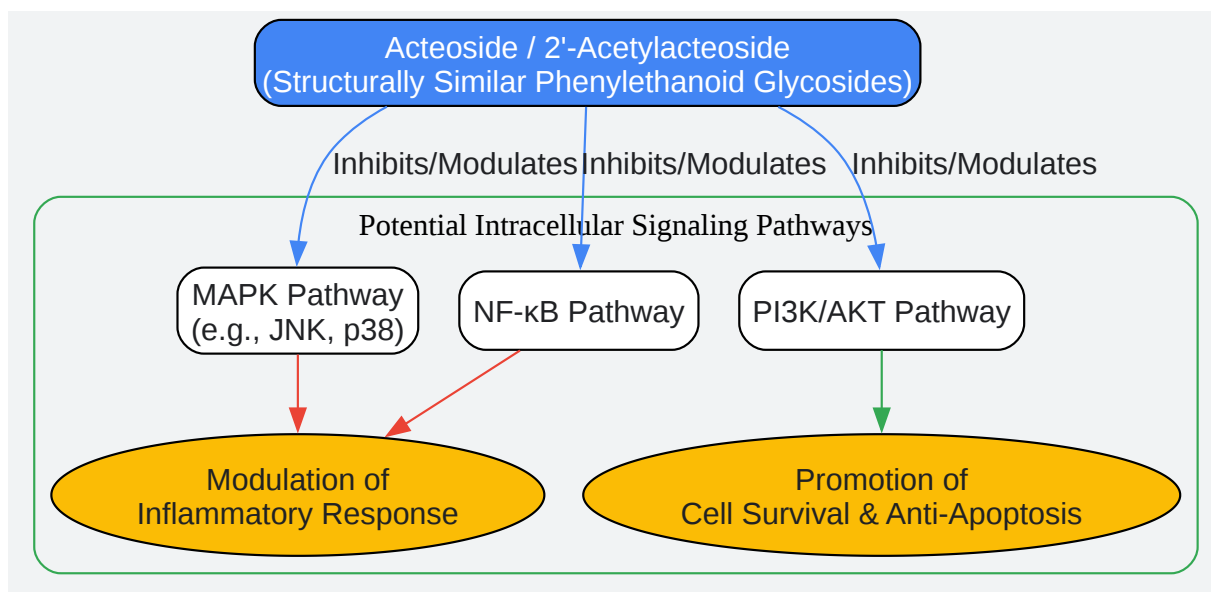 Acteoside / 2'-Acetylacteoside
(Structurally Similar Phenylethanoid Glycosides)
Inhibits/Modulates
Inhibits/Modulates
Inhibits/Modulates
Potential Intracellular Signaling Pathways
MAPK Pathway
(e.g., JNK, p38)
NF-κB Pathway
PI3K/AKT Pathway
Modulation of
Inflammatory Response
Promotion of
Cell Survival & Anti-Apoptosis